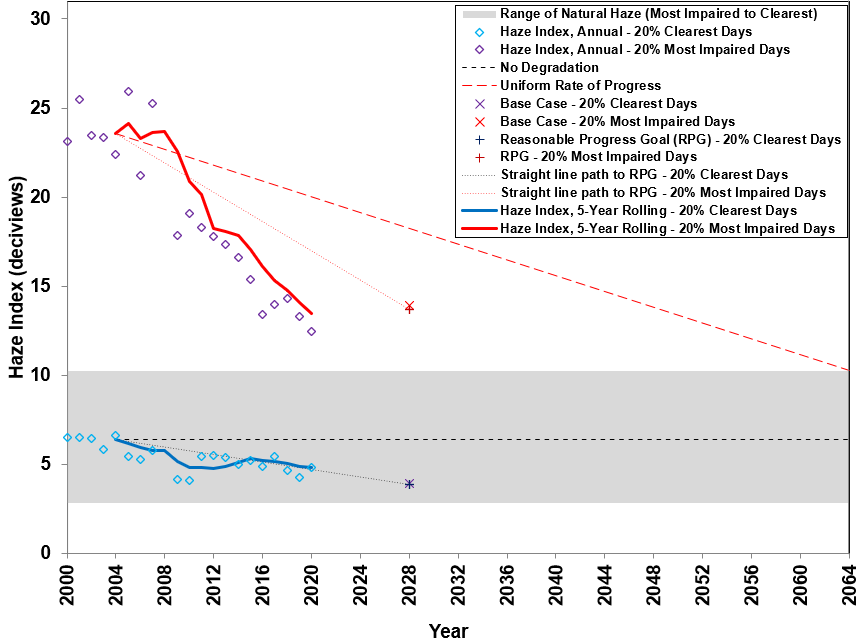 30
25
20
15
10
5
0
Haze Index (deciviews)
Range of Natural Haze (Most Impaired to Clearest)
Haze Index, Annual - 20% Clearest Days
Haze Index, Annual - 20% Most Impaired Days
No Degradation
Uniform Rate of Progress
Base Case - 20% Clearest Days
Base Case - 20% Most Impaired Days
Reasonable Progress Goal (RPG) - 20% Clearest Days
RPG - 20% Most Impaired Days
Straight line path to RPG - 20% Clearest Days
Straight line path to RPG - 20% Most Impaired Days
Haze Index, 5-Year Rolling - 20% Clearest Days
Haze Index, 5-Year Rolling - 20% Most Impaired Days
2000 2004 2008 2012 2016 2020 2024 2028 2032 2036 2040 2044 2048 2052 2056 2060 2064
Year